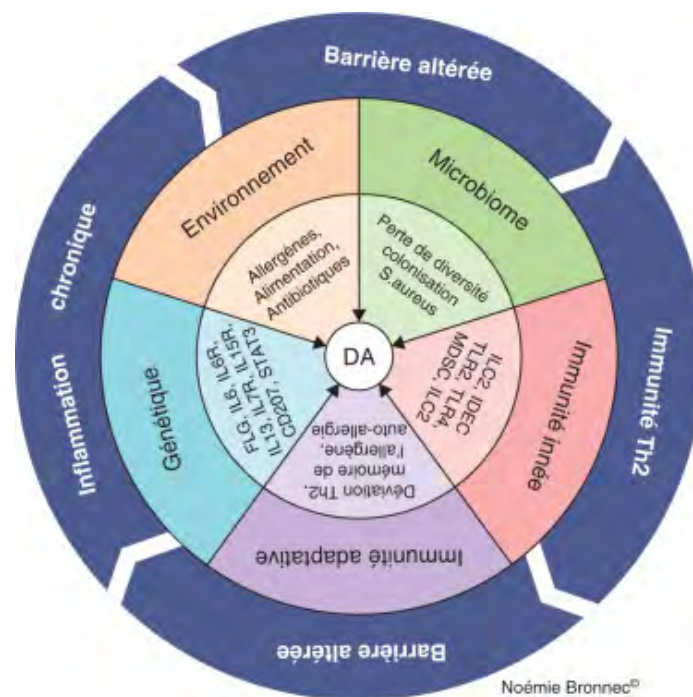 Barrière altérée
Immunité Th2
Barrière altérée
Inflammation chronique
Environnement
Allergènes,
Alimentation,
Antibiotiques
Microbiome
Perte de diversité
colonisation
S.aureus
Immunité innée
ILC2, IDEC
TLR2, TLR4,
MDSC, ILC2
Immunité adaptative
Déviation Th2.
mémoire de
l'allergène,
auto-allergie
Génétique
FLG, IL5, IL6R,
IL13, IL7R, IL15R,
CD207, STAT3
DA
Noémie Bronnec